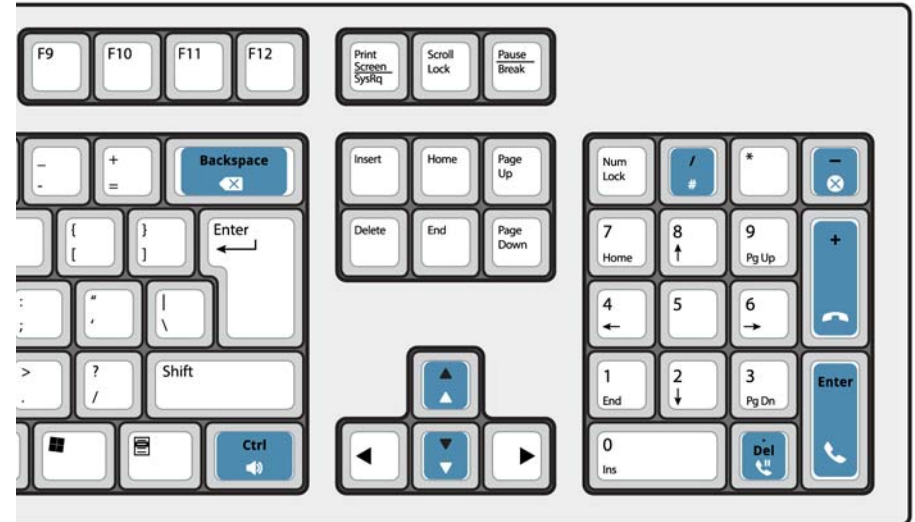 F9 F10 F11 F12 Print Scroll Pause
Screen Lock Break
SysRq
_ + Backspace Insert Home Page Num / * −
- = Up Lock #
{ } Enter Delete End Page 7 8 9 +
[ ] Down Home ↑ Pg Up
: " | 4 5 6
; ' \ ← →
> ? Shift 1 2 3 Enter
. / End ↓ Pg Dn
Ctrl 0 .
Ins Del